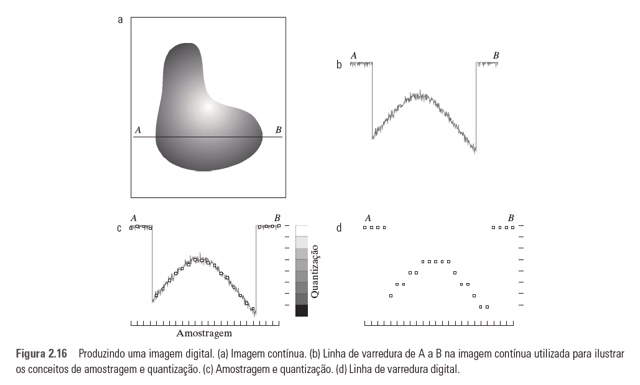 a
A B
b
A B
c
A B
Quantização
Amostragem
d
A B
Figura 2.16 Produzindo uma imagem digital. (a) Imagem contínua. (b) Linha de varredura de A a B na imagem contínua utilizada para ilustrar
os conceitos de amostragem e quantização. (c) Amostragem e quantização. (d) Linha de varredura digital.